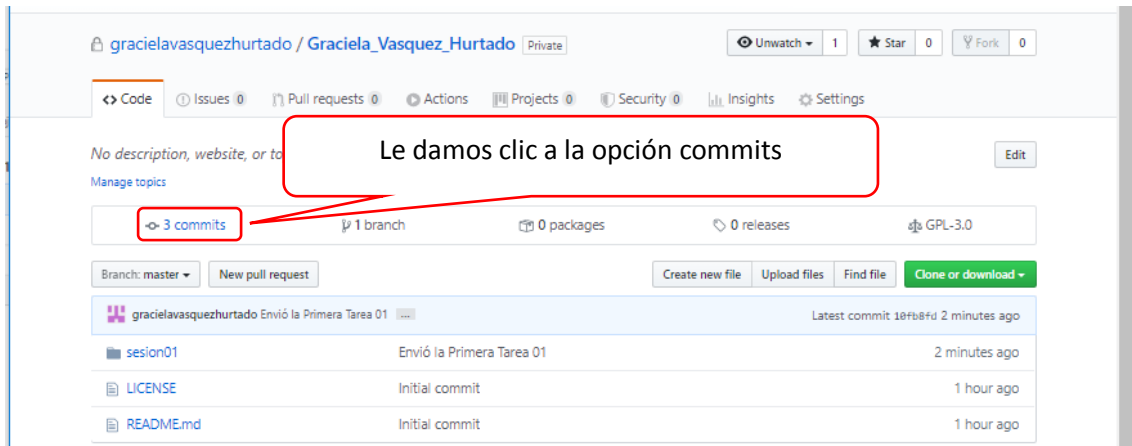 gracielavasquezhurtado / Graciela_Vasquez_Hurtado Private
Unwatch 1 Star 0 Fork 0
Code Issues 0 Pull requests 0 Actions Projects 0 Security 0 Insights Settings
Le damos clic a la opción commits
No description, website, or to
Edit
Manage topics
3 commits 1 branch 0 packages 0 releases GPL-3.0
Branch: master New pull request Create new file Upload files Find file Clone or download
gracielavasquezhurtado Envió la Primera Tarea 01 ... Latest commit 10fb8fd 2 minutes ago
sesion01 Envió la Primera Tarea 01 2 minutes ago
LICENSE Initial commit 1 hour ago
README.md Initial commit 1 hour ago